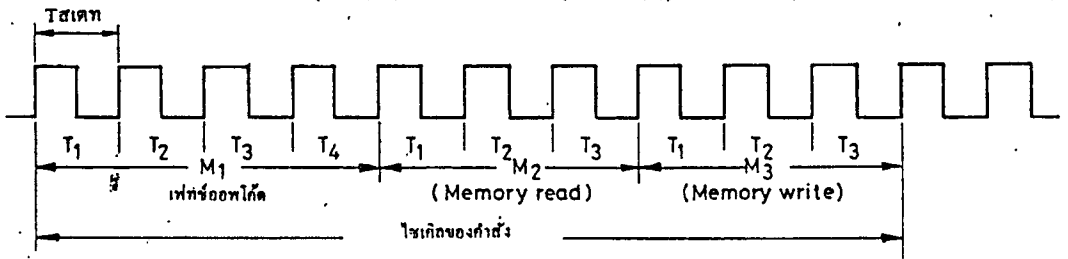 Tสเตท
T1 T2 T3 T4 T1 T2 T3 T1 T2 T3
M1 M2 M3
เฟทช์ออพโค้ด (Memory read) (Memory write)
ไซเกิลของคำสั่ง